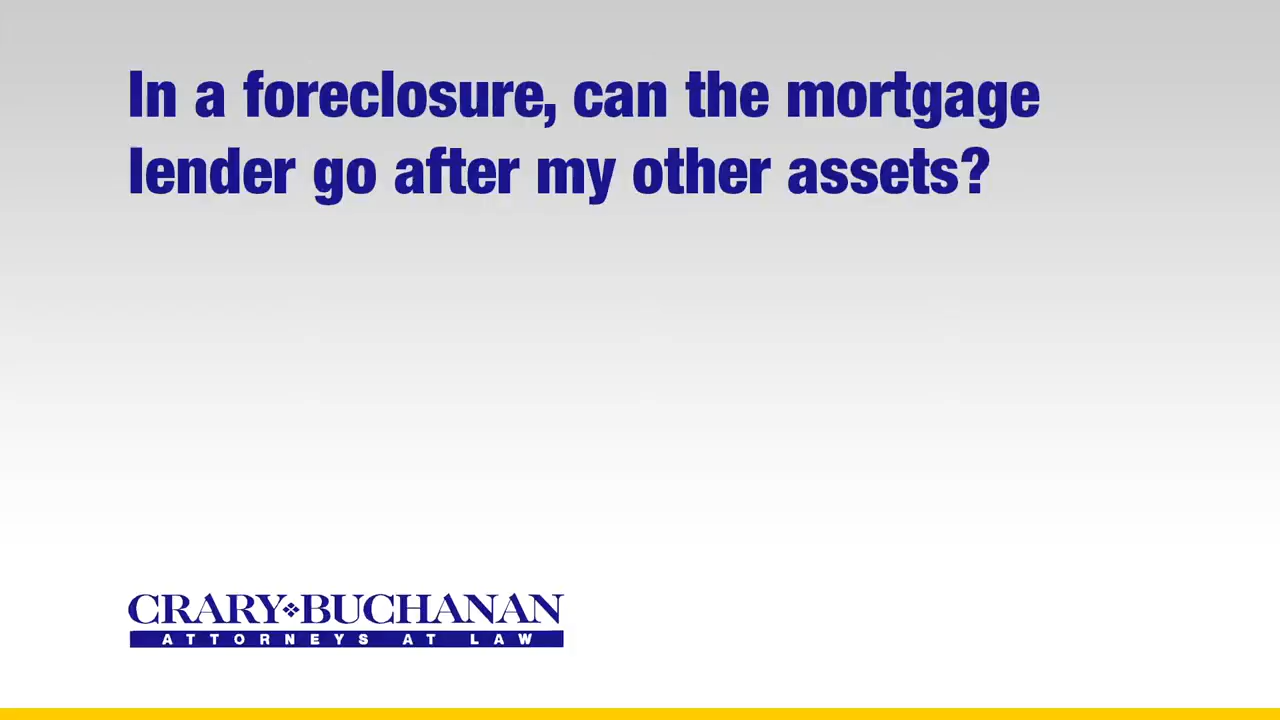 In a foreclosure, can the mortgage
lender go after my other assets?
CRARY BUCHANAN
ATTORNEYS AT LAW